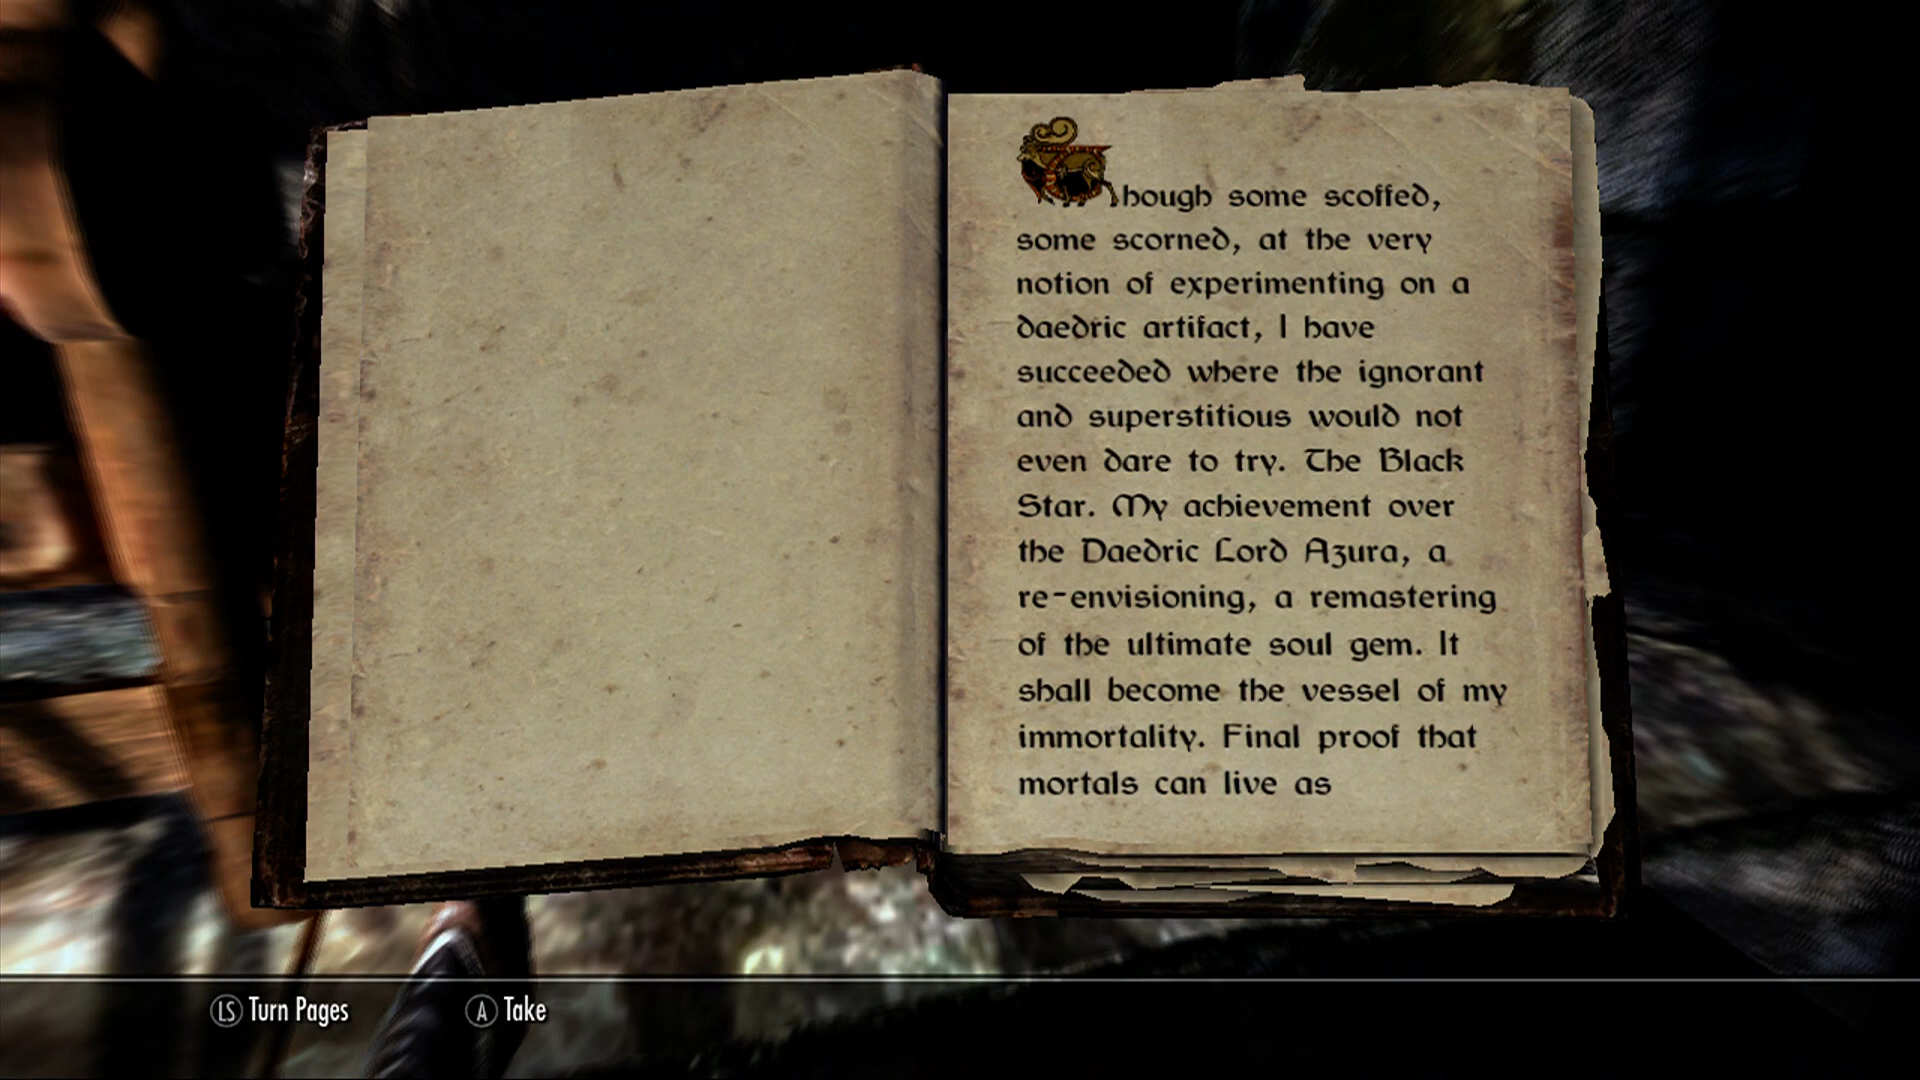 Though some scoffed,
some scorned, at the very
notion of experimenting on a
daedric artifact, I have
succeeded where the ignorant
and superstitious would not
even dare to try. The Black
Star. My achievement over
the Daedric Lord Azura, a
re-envisioning, a remastering
of the ultimate soul gem. It
shall become the vessel of my
immortality. Final proof that
mortals can live as
LS Turn Pages
A Take